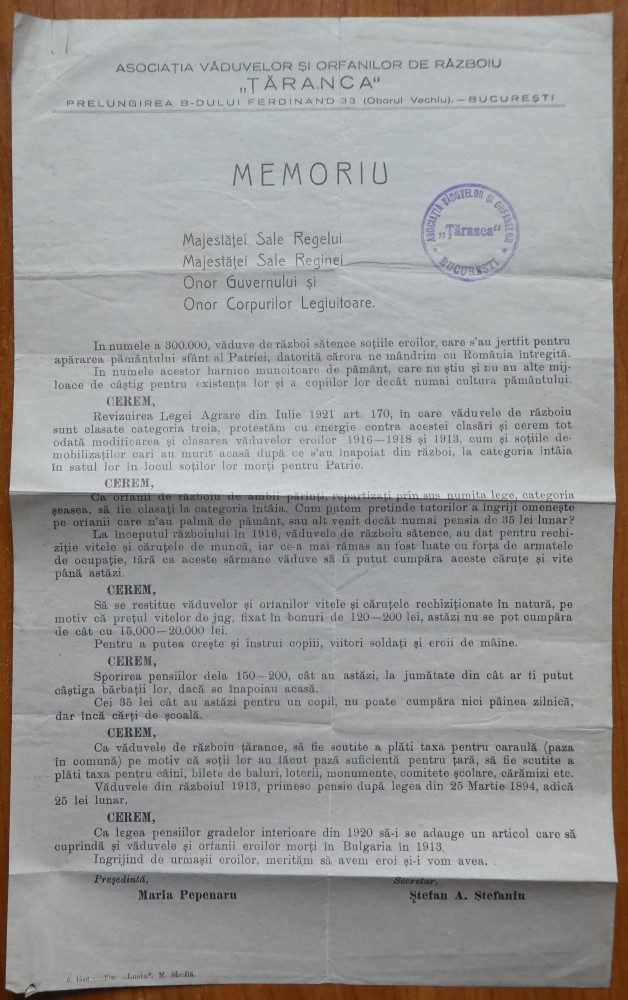 ASOCIAȚIA VĂDUVELOR ȘI ORFANILOR DE RĂZBOIU
„ȚĂRANCA“
PRELUNGIREA B-DULUI FERDINAND 33 (Oborul Vechiu). — BUCUREȘTI
MEMORIU
ASOCIAȚIA VĂDUVELOR ȘI ORFANILOR
„Țăranca“
BUCUREȘTI
Majestăței Sale Regelui
Majestăței Sale Reginei
Onor Guvernului și
Onor Corpurilor Legiuitoare.
In numele a 300.000, văduve de război sătence soțiile eroilor, care s'au jertfit pentru
apărarea pământului sfânt al Patriei, datorită cărora ne mândrim cu România întregită.
In numele acestor harnice muncitoare de pământ, care nu știu și nu au alte mij-
loace de câștig pentru existența lor și a copiilor lor decât numai cultura pământului.
CEREM,
Revizuirea Legei Agrare din Iulie 1921 art. 170, în care văduvele de războiu
sunt clasate categoria treia, protestăm cu energie contra acestei clasări și cerem tot
odată modificarea și clasarea văduvelor eroilor 1916—1918 și 1913, cum și soțiile de-
mobilizaților cari au murit acasă după ce s'au înapoiat din război, la categoria întâia
în satul lor în locul soților lor morți pentru Patrie.
CEREM,
Ca orfanii de războiu de ambii părinți, repartizați prin sus numita lege, categoria
șeasea, să fie clasați la categoria întâia. Cum putem pretinde tutorilor a îngriji omenește
pe orfanii care n'au palmă de pământ, sau alt venit decât numai pensia de 35 lei lunar?
La începutul războiului în 1916, văduvele de războiu sătence, au dat pentru rechi-
ziție vitele și căruțele de muncă, iar ce-a mai rămas au fost luate cu forța de armatele
de ocupație, fără ca aceste sărmane văduve să fi putut cumpăra aceste căruțe și vite
până astăzi.
CEREM,
Să se restitue văduvelor și orfanilor vitele și căruțele rechiziționate în natură, pe
motiv că prețul vitelor de jug, fixat în bonuri de 120—200 lei, astăzi nu se pot cumpăra
de cât cu 15.000—20.000 lei.
Pentru a putea crește și instrui copiii, viitori soldați și eroii de mâine.
CEREM,
Sporirea pensiilor dela 150—200, cât au astăzi, la jumătate din cât ar fi putut
câștiga bărbații lor, dacă se înapoiau acasă.
Cei 35 lei cât au astăzi pentru un copil, nu poate cumpăra nici pâinea zilnică,
dar încă cărți de școală.
CEREM,
Ca văduvele de războiu țărance, să fie scutite a plăti taxa pentru caraulă (paza
în comună) pe motiv că soții lor au făcut pază suficientă pentru țară, să fie scutite a
plăti taxa pentru câini, bilete de baluri, loterii, monumente, comitete școlare, cărămizi etc.
Văduvele din războiul 1913, primesc pensie după legea din 25 Martie 1894, adică
25 lei lunar.
CEREM,
Ca legea pensiilor gradelor interioare din 1920 să-i se adauge un articol care să
cuprindă și văduvele și orfanii eroilor morți în Bulgaria în 1913.
Ingrijind de urmașii eroilor, merităm să avem eroi și-i vom avea.
Președintă, Secretar,
Maria Pepenaru Ștefan A. Stefaniu
Tip. „Lupta“,